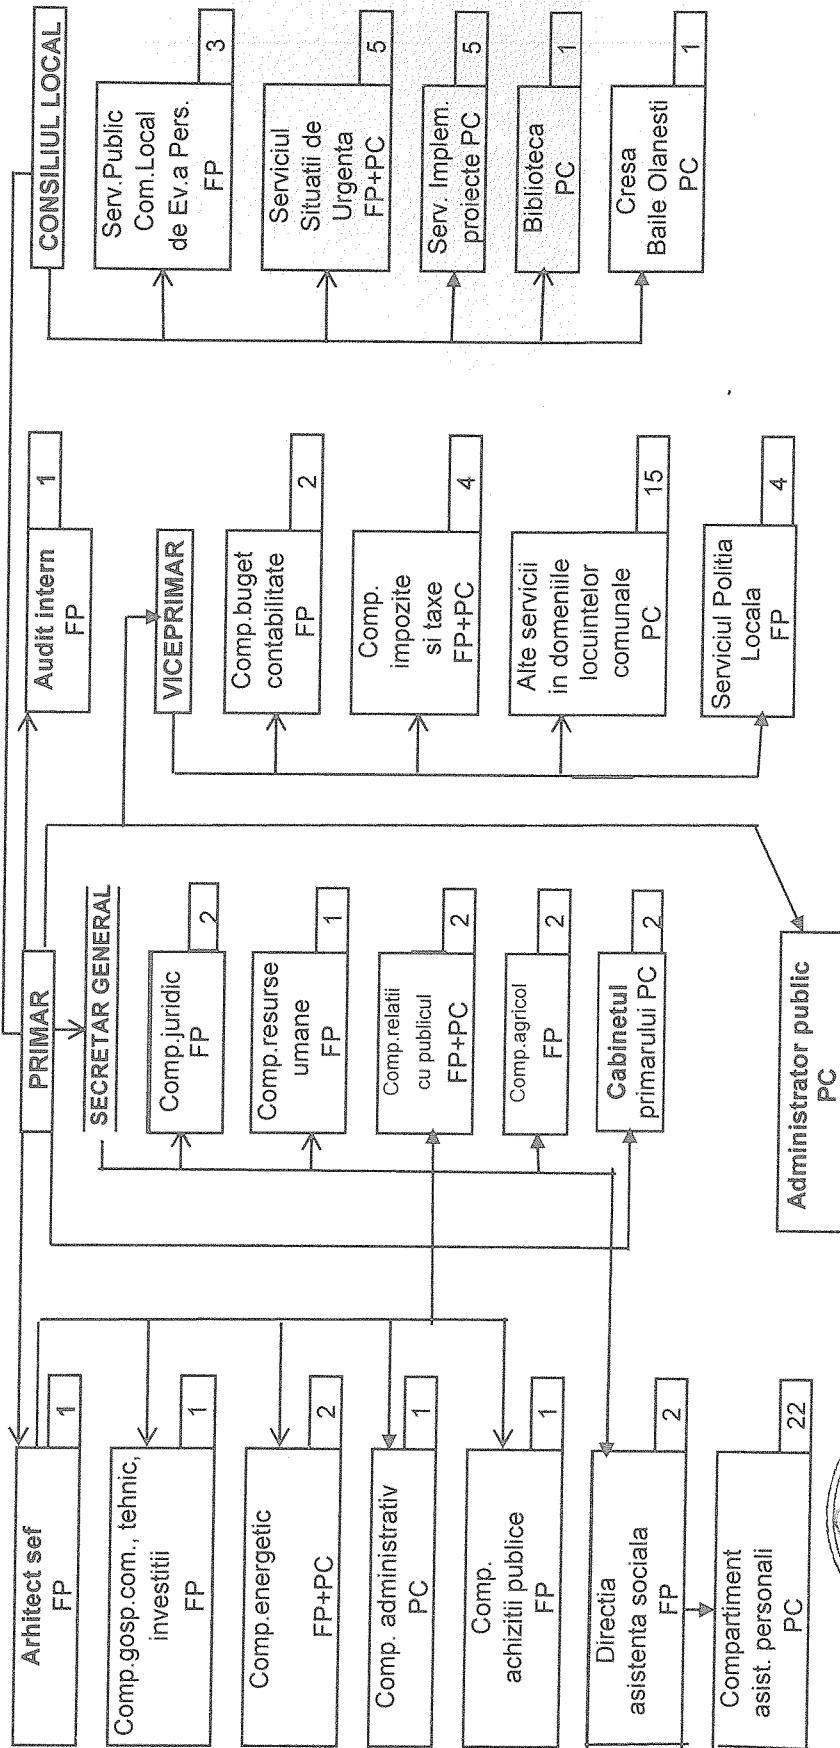 CONSILIUL LOCAL
Serv.Public
Com.Local
de Ev.a Pers.
FP
3
Serviciul
Situatii de
Urgenta
FP+PC
5
Serv. Implem.
proiecte PC
5
Biblioteca
PC
1
Cresa
Baile Olanesti
PC
1
Audit intern
FP
1
VICEPRIMAR
Comp.buget
contabilitate
FP
2
Comp.
impozite
si taxe
FP+PC
4
Alte servicii
in domeniile
locuintelor
comunale
PC
15
Serviciul Politia
Locala
FP
4
PRIMAR
SECRETAR GENERAL
Comp.juridic
FP
2
Comp.resurse
umane
FP
1
Comp.relatii
cu publicul
FP+PC
2
Comp.agricol
FP
2
Cabinetul
primarului PC
2
Administrator public
PC
Arhitect sef
FP
1
Comp.gosp.com., tehnic,
investitii
FP
1
Comp.energetic
FP+PC
2
Comp. administrativ
PC
1
Comp.
achizitii publice
FP
1
Directia
asistenta sociala
FP
2
Compartiment
asist. personali
PC
22